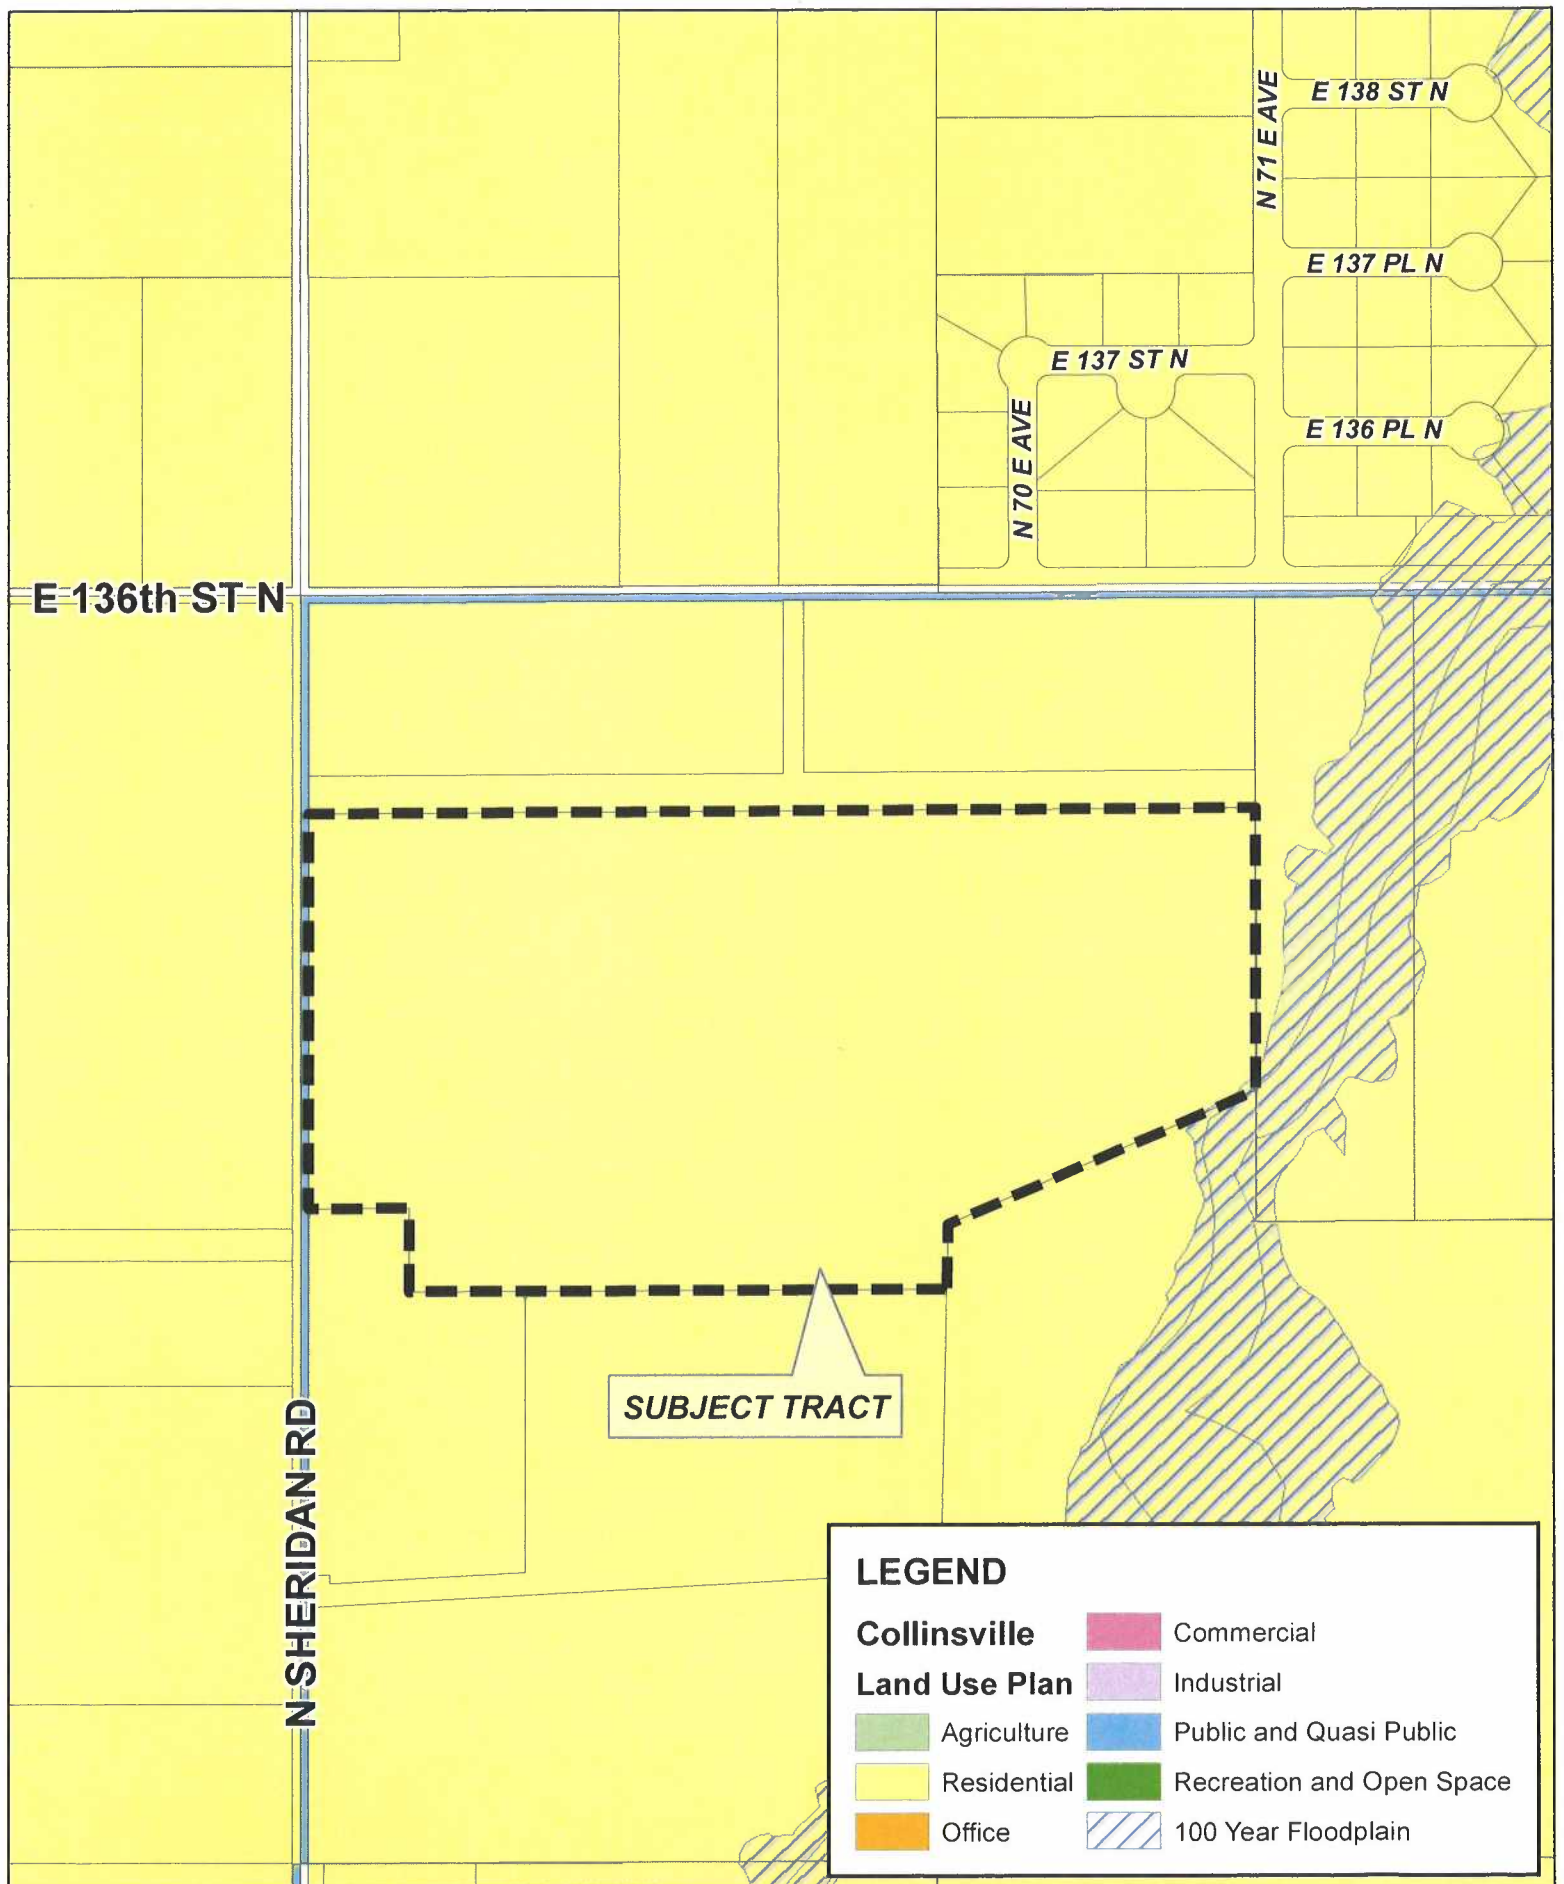 E 138 ST N
N 71 E AVE
E 137 PL N
E 137 ST N
N 70 E AVE
E 136 PL N
E 136th ST N
SUBJECT TRACT
N SHERIDAN RD
LEGEND
Collinsville
Land Use Plan
Agriculture
Residential
Office
Commercial
Industrial
Public and Quasi Public
Recreation and Open Space
100 Year Floodplain